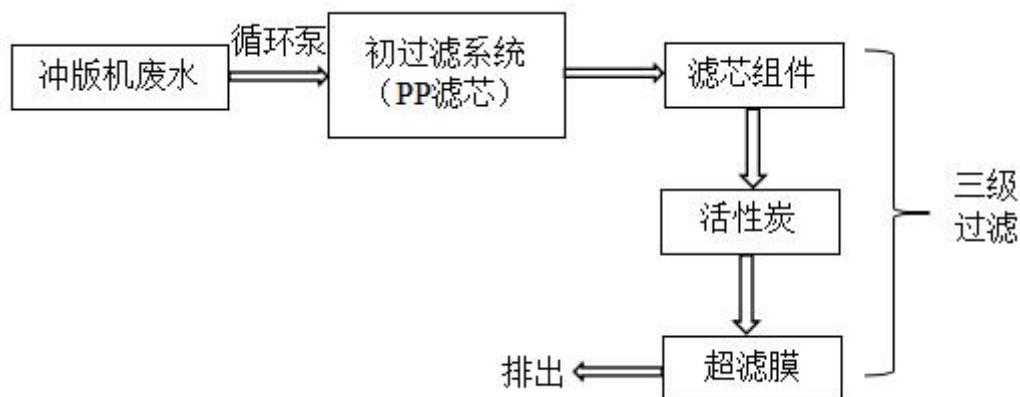 冲版机废水
循环泵
初过滤系统
（PP滤芯）
滤芯组件
活性炭
超滤膜
排出
三级
过滤